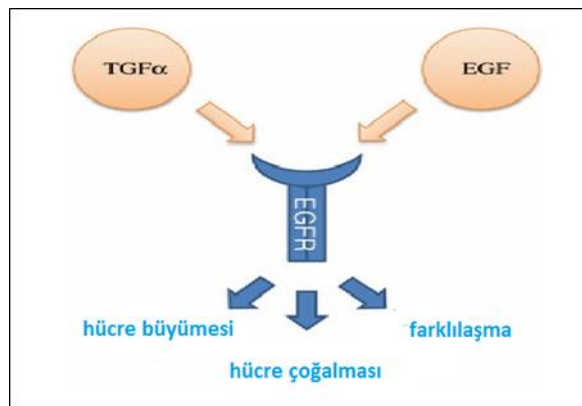 TGFα
EGF
EGFR
hücre büyümesi
farklılaşma
hücre çoğalması